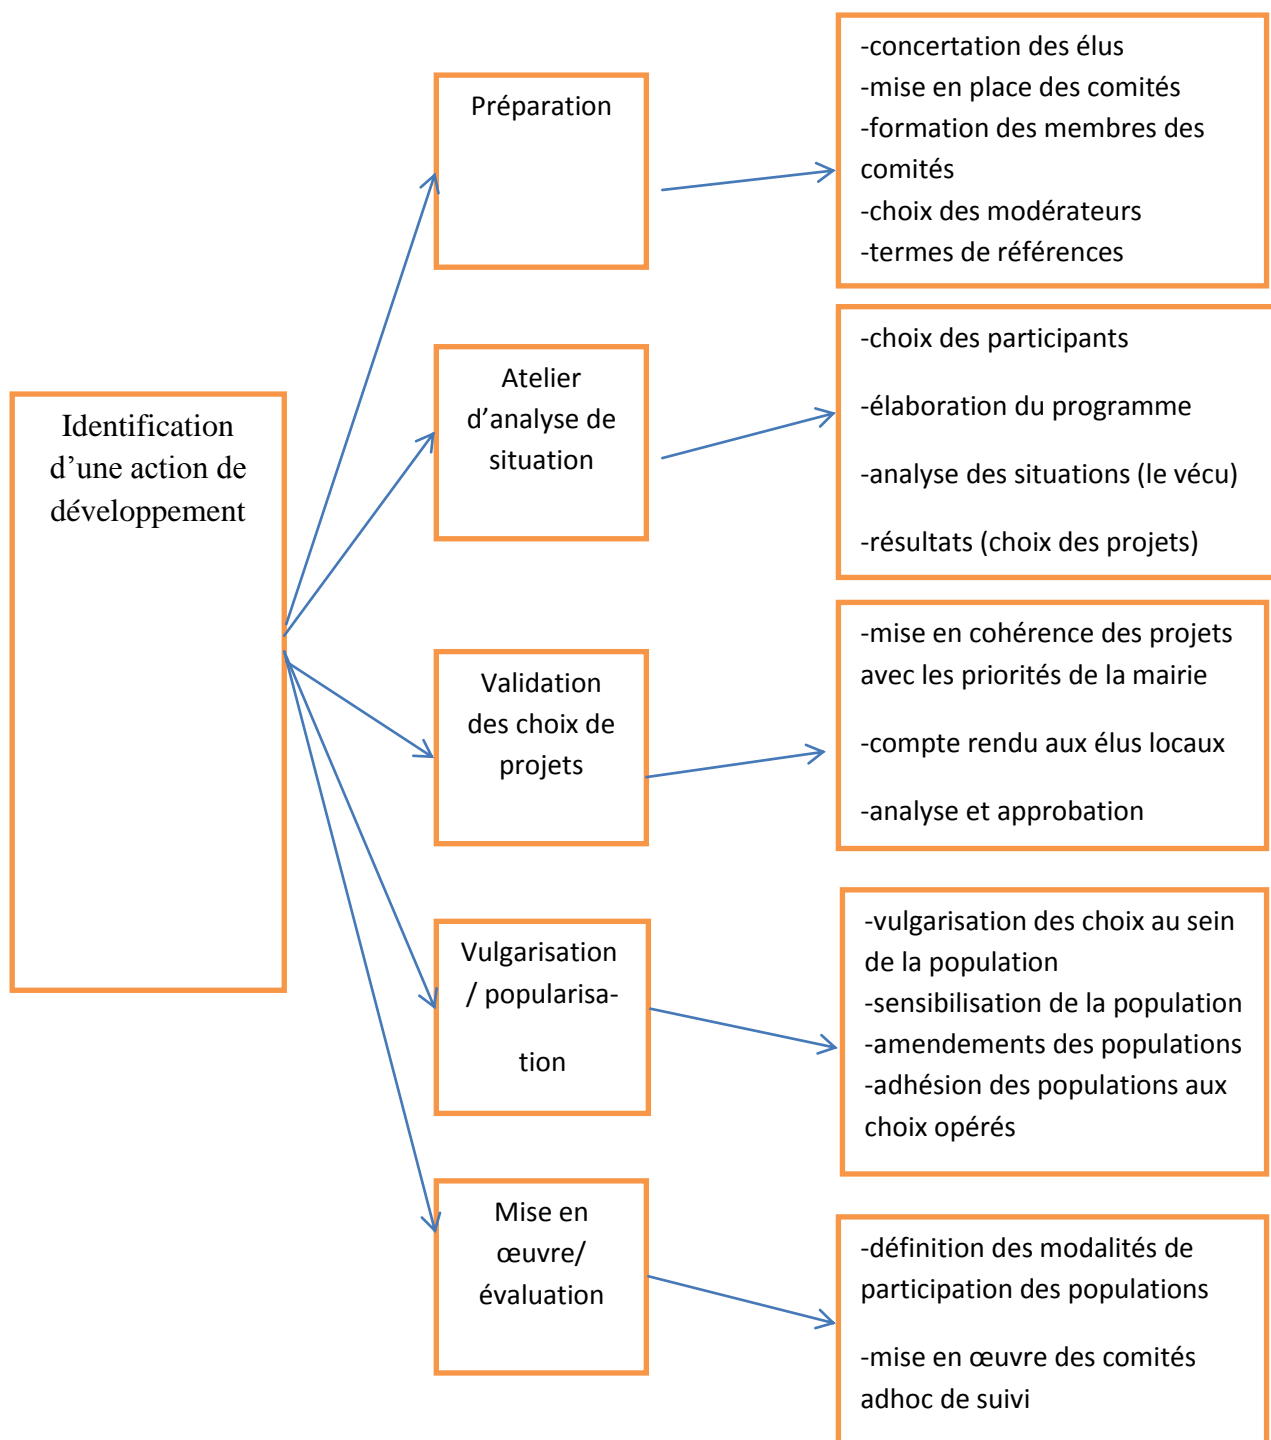 Identification
d’une action de
développement
Préparation
-concertation des élus
-mise en place des comités
-formation des membres des
comités
-choix des modérateurs
-termes de références
Atelier
d’analyse de
situation
-choix des participants
-élaboration du programme
-analyse des situations (le vécu)
-résultats (choix des projets)
Validation
des choix de
projets
-mise en cohérence des projets
avec les priorités de la mairie
-compte rendu aux élus locaux
-analyse et approbation
Vulgarisation
/ popularisa-
tion
-vulgarisation des choix au sein
de la population
-sensibilisation de la population
-amendements des populations
-adhésion des populations aux
choix opérés
Mise en
œuvre/
évaluation
-définition des modalités de
participation des populations
-mise en œuvre des comités
adhoc de suivi